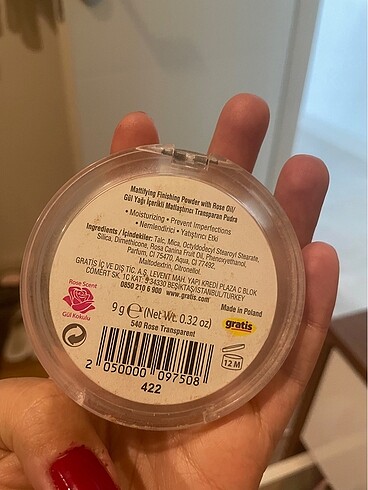 Mattifying Finishing Powder with Rose Oil/
Gül Yağı İçerikli Matlaştırıcı Transparan Pudra
• Moisturizing • Prevent Imperfections
• Nemlendirici • Yatıştırıcı Etki
Ingredients / İçindekiler: Talc, Mica, Octyldodecyl Stearoyl Stearate,
Silica, Dimethicone, Rosa Canina Fruit Oil, Phenoxyethanol,
Parfum, CI 75470, Aqua, CI 77492,
Maltodextrin, Citronellol.
GRATİS İÇ VE DIŞ TİC. A.Ş. LEVENT MAH. YAPI KREDİ PLAZA C BLOK
CÖMERT SK. 1C KAT: 34330 BEŞİKTAŞ/İSTANBUL/TURKEY
0850 210 6 900 www.gratis.com
Rose Scent
Gül Kokulu
Made in Poland
9 g e (Net Wt. 0.32 oz)
gratis
540 Rose Transparent
12 M
2 050000 097508
422